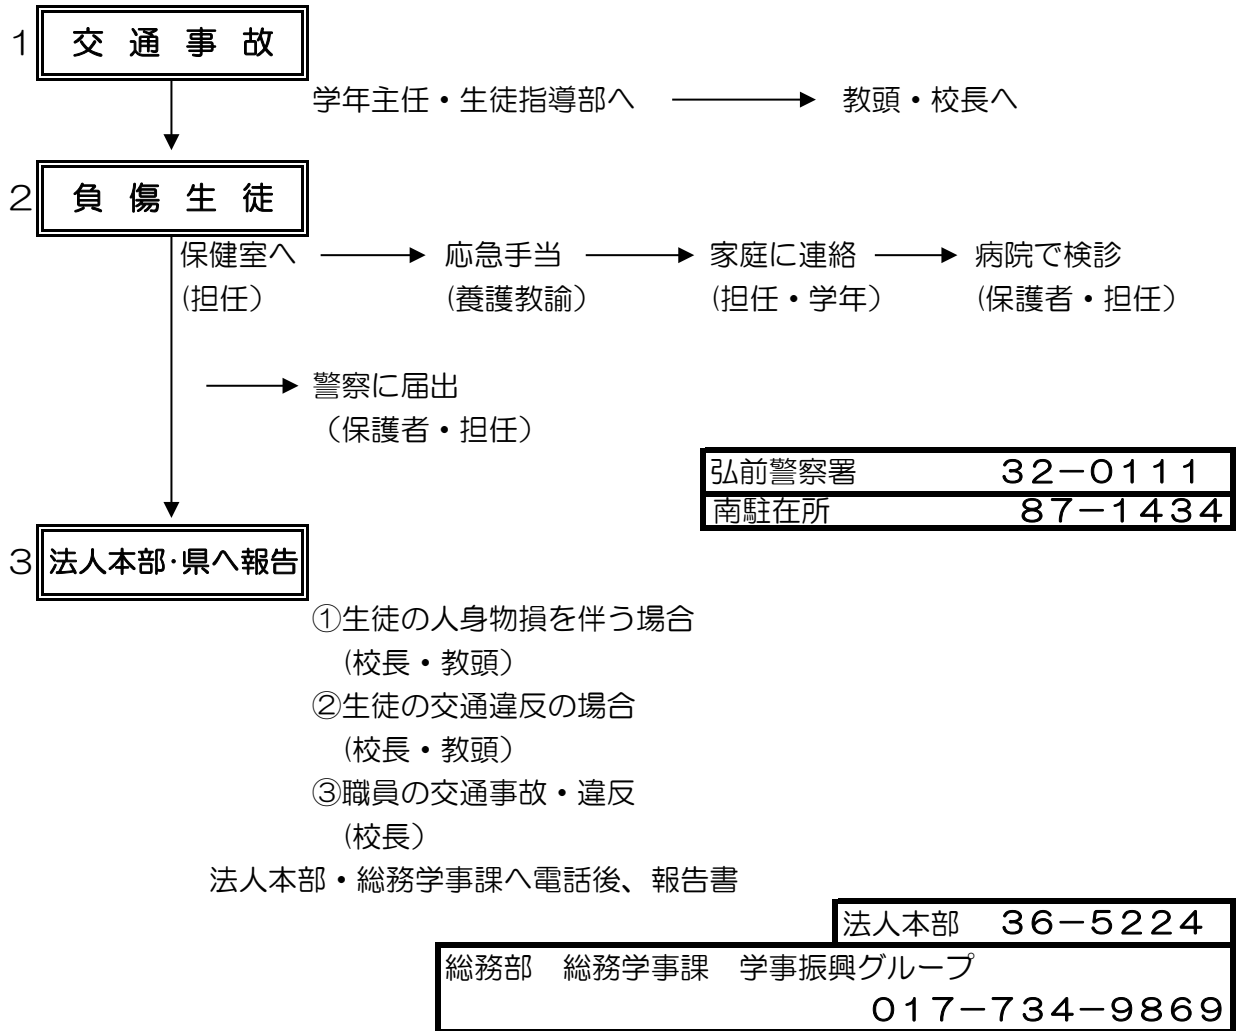 １ 交 通 事 故
学年主任・生徒指導部へ 教頭・校長へ
２ 負 傷 生 徒
保健室へ 応急手当 家庭に連絡 病院で検診
(担任） (養護教諭） (担任・学年） (保護者・担任）
警察に届出
（保護者・担任）
弘前警察署 ３２－０１１１
南駐在所 ８７－１４３４
３ 法人本部･県へ報告
①生徒の人身物損を伴う場合
(校長・教頭）
②生徒の交通違反の場合
(校長・教頭）
③職員の交通事故・違反
(校長）
法人本部・総務学事課へ電話後、報告書
法人本部 ３６－５２２４
総務部 総務学事課 学事振興グループ
０１７－７３４－９８６９